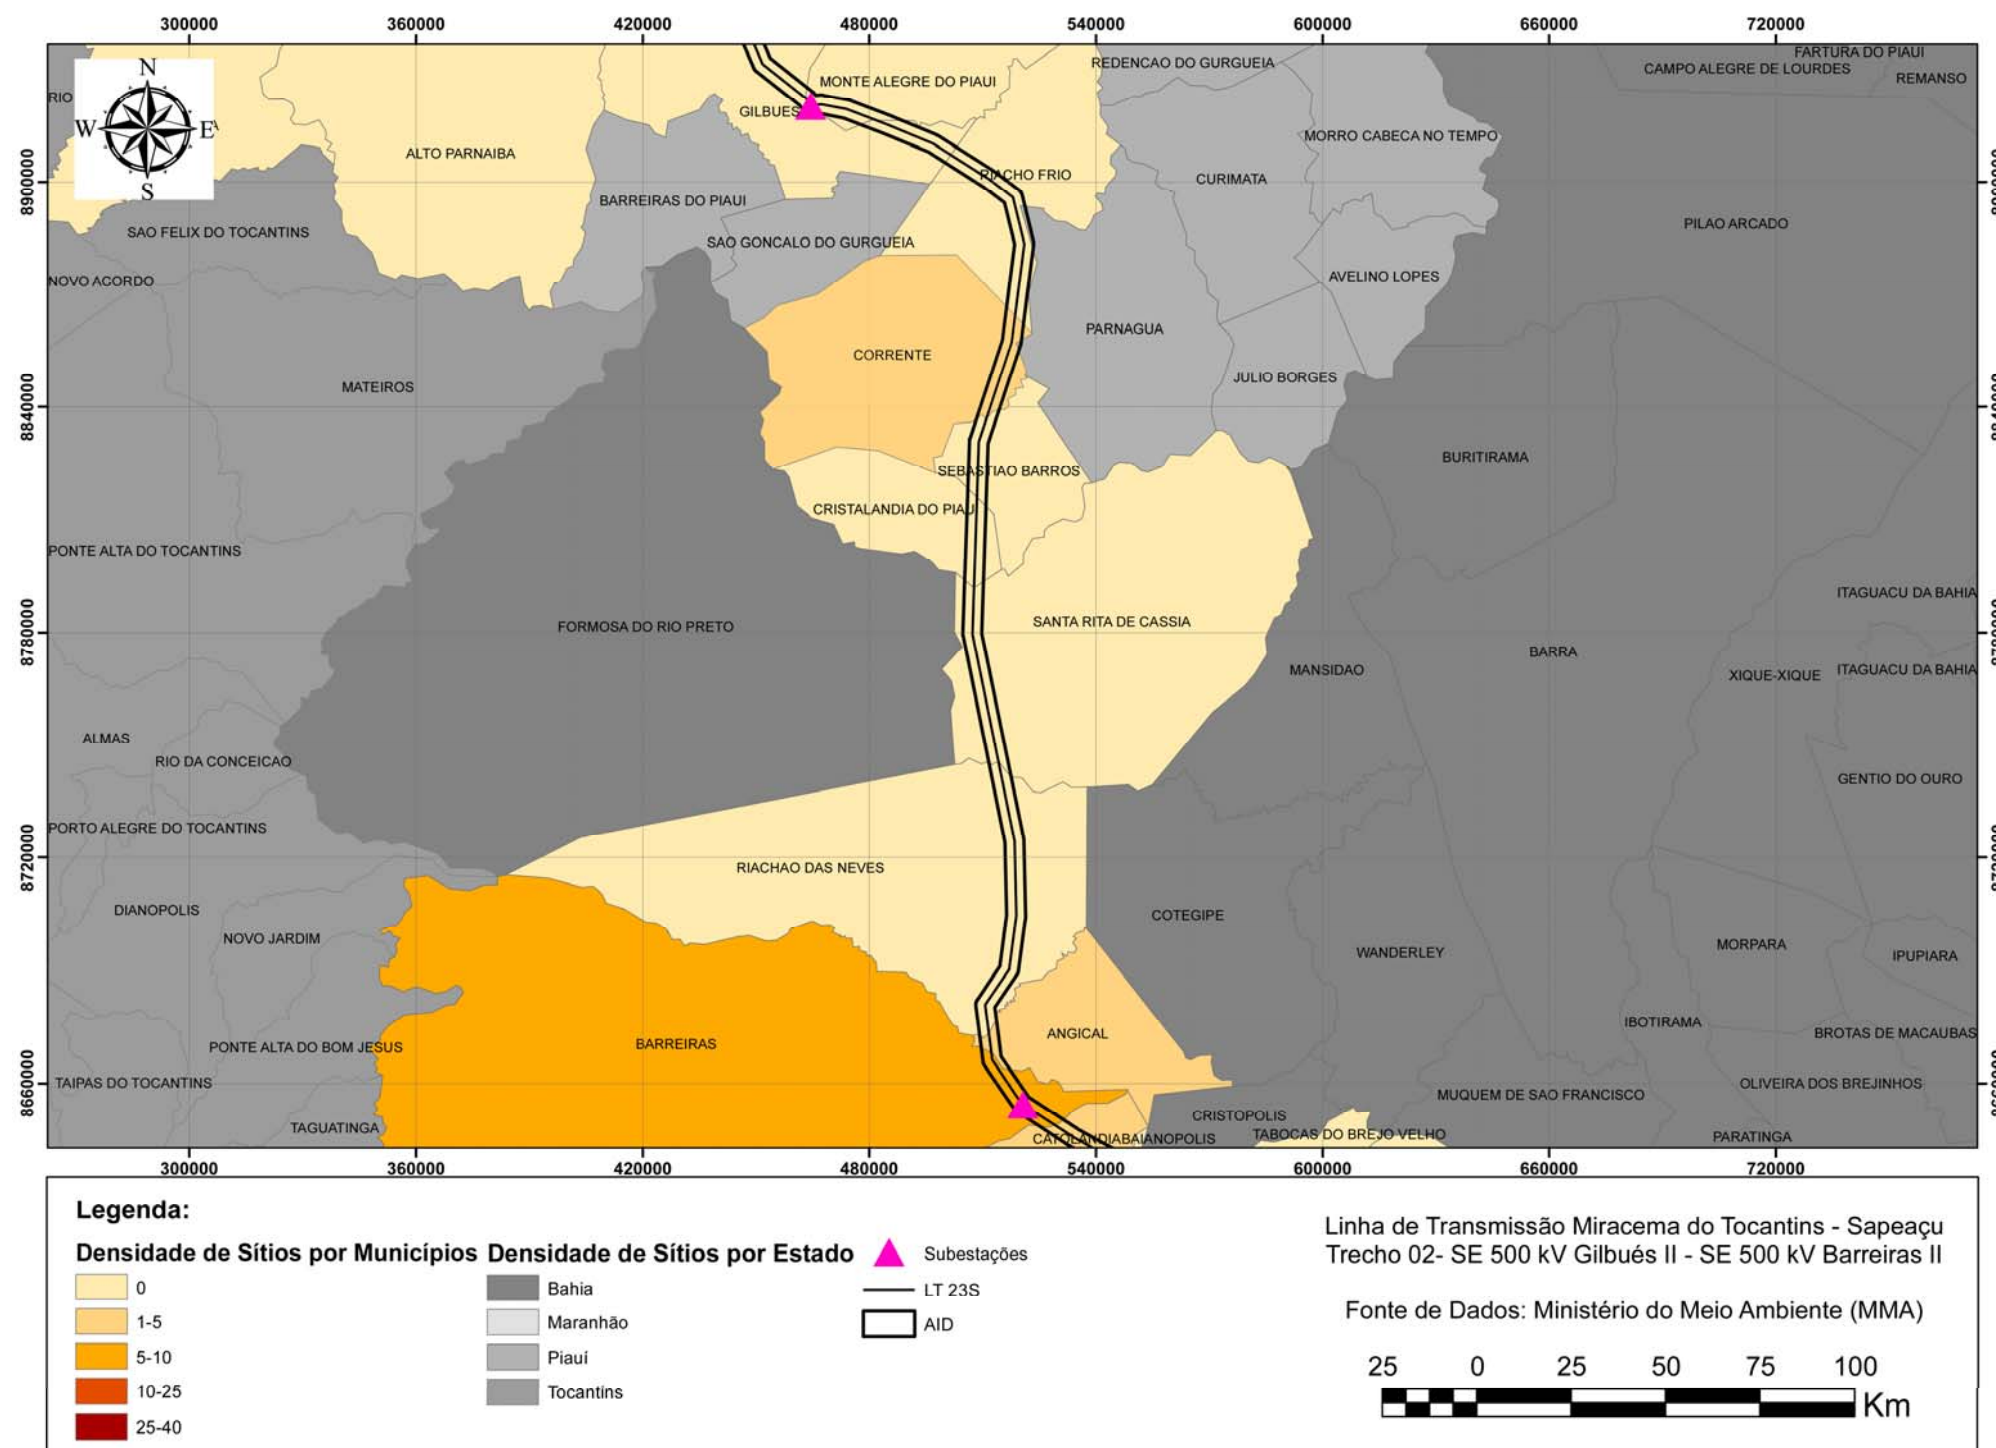 300000 360000 420000 480000 540000 600000 660000 720000
FARTURA DO PIAUI
REDENCAO DO GURGUEIA
CAMPO ALEGRE DE LOURDES
REMANSO
N
MONTE ALEGRE DO PIAUI
RIO
GILBUES
W E
MORRO CABECA NO TEMPO
ALTO PARNAIBA
RIACHO FRIO
CURIMATA
8900000
S
BARREIRAS DO PIAUI
PILAO ARCADO
SAO FELIX DO TOCANTINS
SAO GONCALO DO GURGUEIA
NOVO ACORDO
AVELINO LOPES
PARNAGUA
CORRENTE
JULIO BORGES
MATEIROS
8840000
BURITIRAMA
SEBASTIAO BARROS
CRISTALANDIA DO PIAU
PONTE ALTA DO TOCANTINS
ITAGUACU DA BAHIA
SANTA RITA DE CASSIA
FORMOSA DO RIO PRETO
8780000
BARRA
MANSIDAO
ITAGUACU DA BAHIA
XIQUE-XIQUE
ALMAS
RIO DA CONCEICAO
GENTIO DO OURO
PORTO ALEGRE DO TOCANTINS
8720000
RIACHAO DAS NEVES
DIANOPOLIS
COTEGIPE
NOVO JARDIM
WANDERLEY
MORPARA
IPUPIARA
IBOTIRAMA
ANGICAL
BROTAS DE MACAUBAS
BARREIRAS
PONTE ALTA DO BOM JESUS
8660000
TAIPAS DO TOCANTINS
OLIVEIRA DOS BREJINHOS
MUQUEM DE SAO FRANCISCO
CRISTOPOLIS
TAGUATINGA
CATOLANDIABAIANOPOLIS
TABOCAS DO BREJO VELHO
PARATINGA
300000 360000 420000 480000 540000 600000 660000 720000
Legenda:
Densidade de Sítios por Municípios
0
1-5
5-10
10-25
25-40
Densidade de Sítios por Estado
Bahia
Maranhão
Piauí
Tocantins
Subestações
LT 23S
AID
Linha de Transmissão Miracema do Tocantins - Sapeaçu
Trecho 02- SE 500 kV Gilbués II - SE 500 kV Barreiras II
Fonte de Dados: Ministério do Meio Ambiente (MMA)
25 0 25 50 75 100
Km